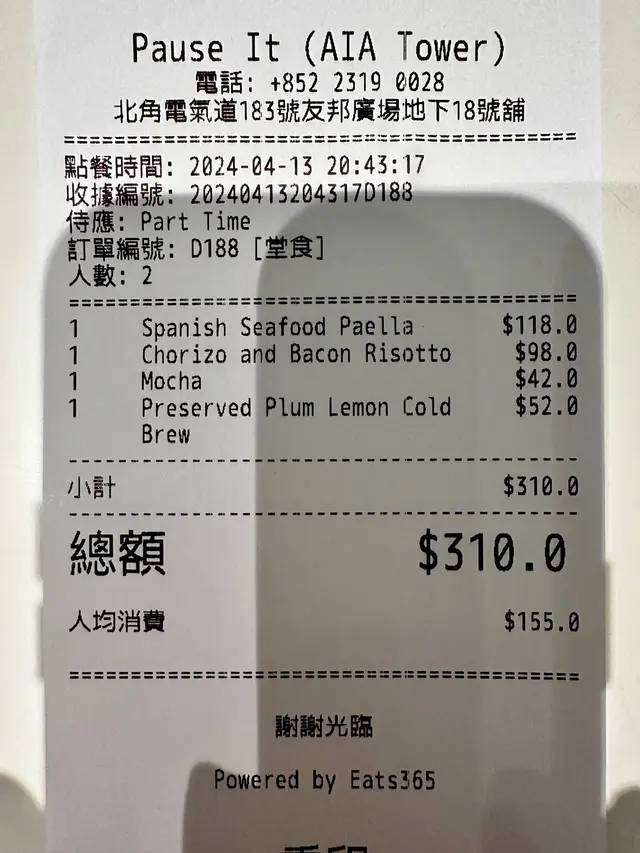 Pause It (AIA Tower)
電話: +852 2319 0028
北角電氣道183號友邦廣場地下18號舖
點餐時間: 2024-04-13 20:43:17
收據編號: 20240413204317D188
侍應: Part Time
訂單編號: D188 [堂食]
人數: 2
1 Spanish Seafood Paella $118.0
1 Chorizo and Bacon Risotto $98.0
1 Mocha $42.0
1 Preserved Plum Lemon Cold $52.0
Brew
小計 $310.0
總額 $310.0
人均消費 $155.0
謝謝光臨
Powered by Eats365